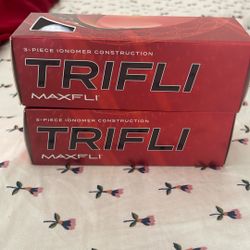 3-PIECE IONOMER CONSTRUCTION
TRIFLI
MAXFLI
3-PIECE IONOMER CONSTRUCTION
TRIFLI
MAXFLI